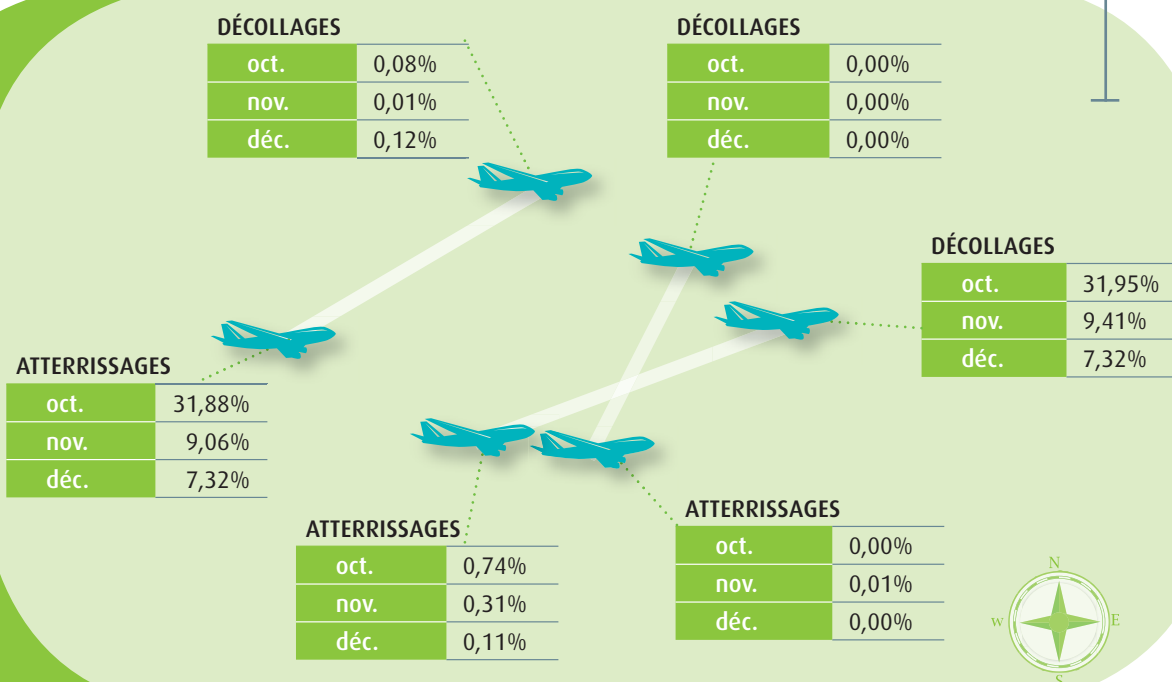 DÉCOLLAGES
oct. 0,08%
nov. 0,01%
déc. 0,12%
DÉCOLLAGES
oct. 0,00%
nov. 0,00%
déc. 0,00%
DÉCOLLAGES
oct. 31,95%
nov. 9,41%
déc. 7,32%
ATTERRISSAGES
oct. 31,88%
nov. 9,06%
déc. 7,32%
ATTERRISSAGES
oct. 0,74%
nov. 0,31%
déc. 0,11%
ATTERRISSAGES
oct. 0,00%
nov. 0,01%
déc. 0,00%
N
W E
S